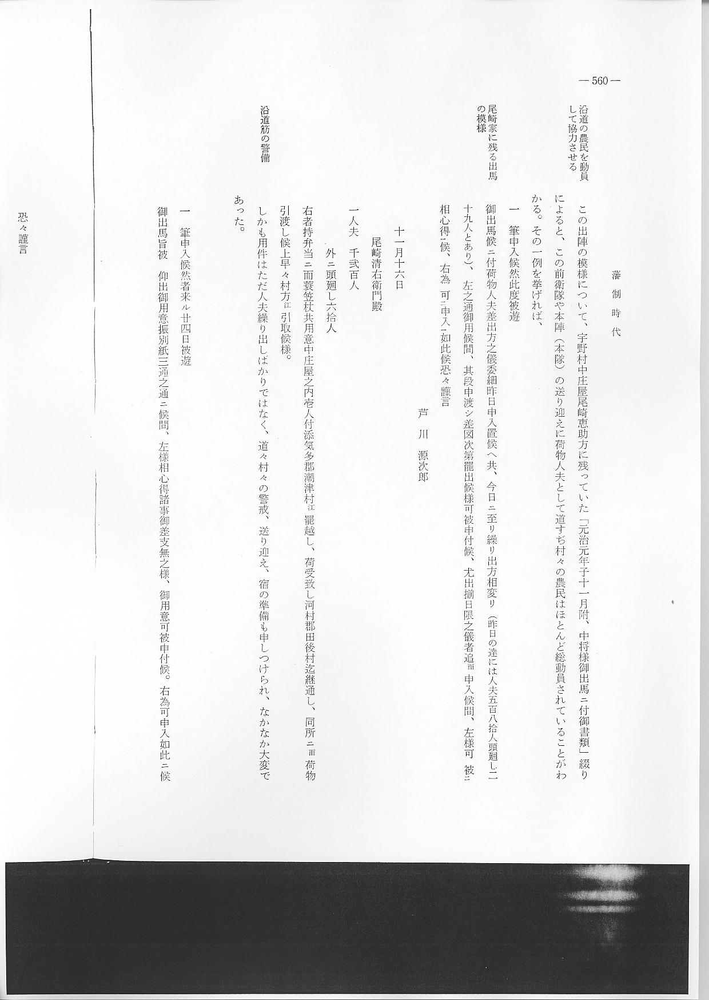 ― 560 ―
藩制時代
沿道の農民を動員
して協力させる
この出陣の模様について、宇野村中庄屋尾崎恵助方に残っていた「元治元年子十一月附、中将様御出馬ニ付御書類」綴り
によると、この前衛隊や本陣（本隊）の送り迎えに荷物人夫として道すぢ村々の農民はほとんど総動員されていることがわ
かる。その一例を挙げれば、
一　筆申入候然此度被遊
尾崎家に残る出馬
の模様
御出馬候ニ付荷物人夫差出方之儀委細昨日申入置候へ共、今日ニ至リ繰リ出方相変リ（昨日の達には人夫五百八拾人頭廻し二
十九人とあり）、左之通御用候間、其段申渡シ差図次第罷出候様可被申付候、尤出揃日限之儀者追而申入候間、左様可被ニ
相心得一候、右為可ニ申入一如此候恐々謹言
芦川　源次郎
十一月十六日
尾崎清右衛門殿
一人夫　千弐百人
外ニ頭廻し六拾人
右者持弁当ニ而蓑笠杖共用意中庄屋之内壱人付添気多郡潮津村江罷越し、荷受致し河村郡田後村迄継通し、同所ニ而荷物
引渡し候上早々村方江引取候様。
沿道筋の警備
しかも用件はただ人夫繰り出しばかりではなく、道々村々の警戒、送り迎え、宿の準備も申しつけられ、なかなか大変で
あった。
一　筆申入候然者来ル廿四日被遊
御出馬旨被　仰出御用意振別紙三通之通ニ候間、左様相心得諸事御差支無之様、御用意可被申付候。右為可申入如此ニ候
恐々謹言